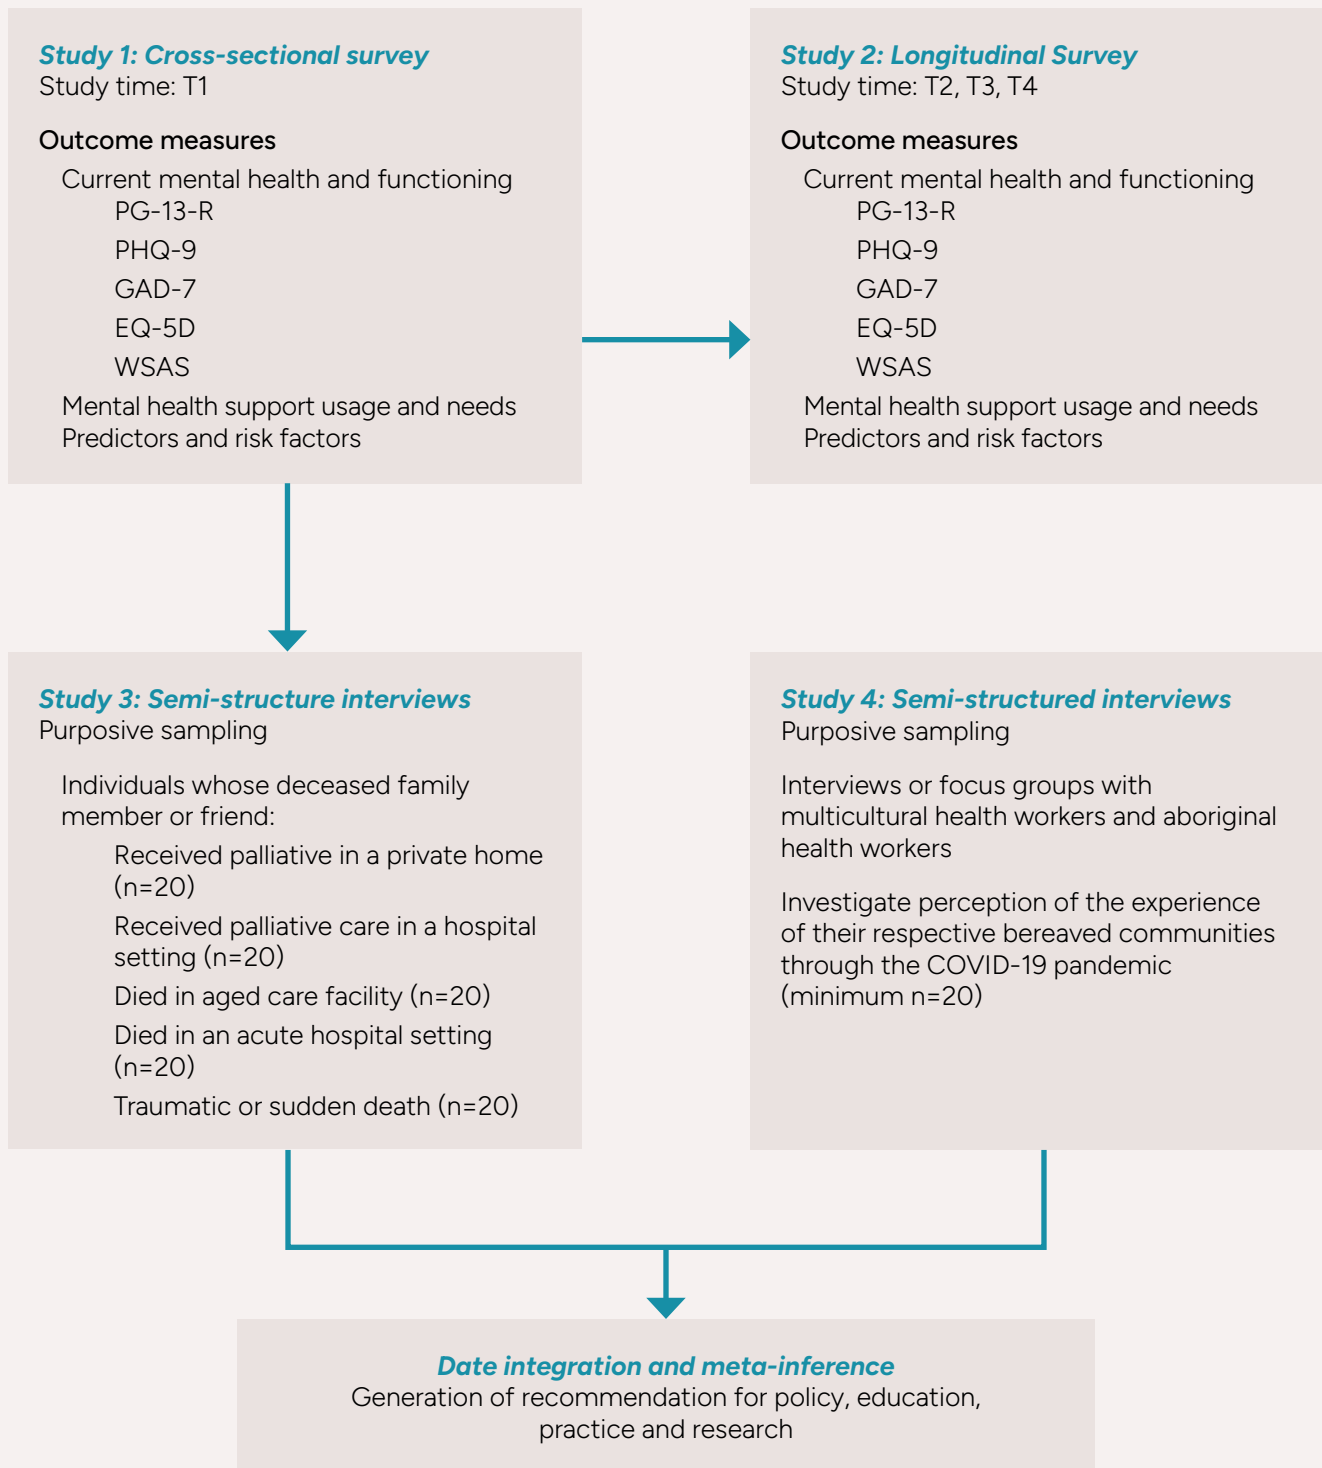 Study 1: Cross-sectional survey
Study time: T1
Outcome measures
Current mental health and functioning
PG-13-R
PHQ-9
GAD-7
EQ-5D
WSAS
Mental health support usage and needs
Predictors and risk factors
Study 2: Longitudinal Survey
Study time: T2, T3, T4
Outcome measures
Current mental health and functioning
PG-13-R
PHQ-9
GAD-7
EQ-5D
WSAS
Mental health support usage and needs
Predictors and risk factors
Study 3: Semi-structure interviews
Purposive sampling
Individuals whose deceased family
member or friend:
Received palliative in a private home
(n=20)
Received palliative care in a hospital
setting (n=20)
Died in aged care facility (n=20)
Died in an acute hospital setting
(n=20)
Traumatic or sudden death (n=20)
Study 4: Semi-structured interviews
Purposive sampling
Interviews or focus groups with
multicultural health workers and aboriginal
health workers
Investigate perception of the experience
of their respective bereaved communities
through the COVID-19 pandemic
(minimum n=20)
Date integration and meta-inference
Generation of recommendation for policy, education,
practice and research